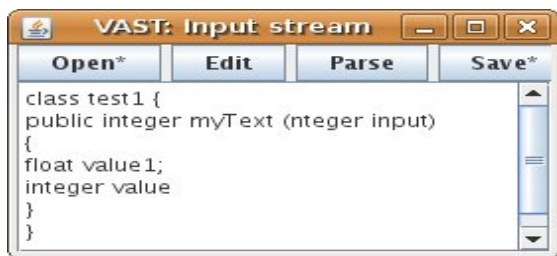 VAST: Input stream
Open* Edit Parse Save*
class test1 {
public integer myText (nteger input)
{
float value1;
integer value
}
}